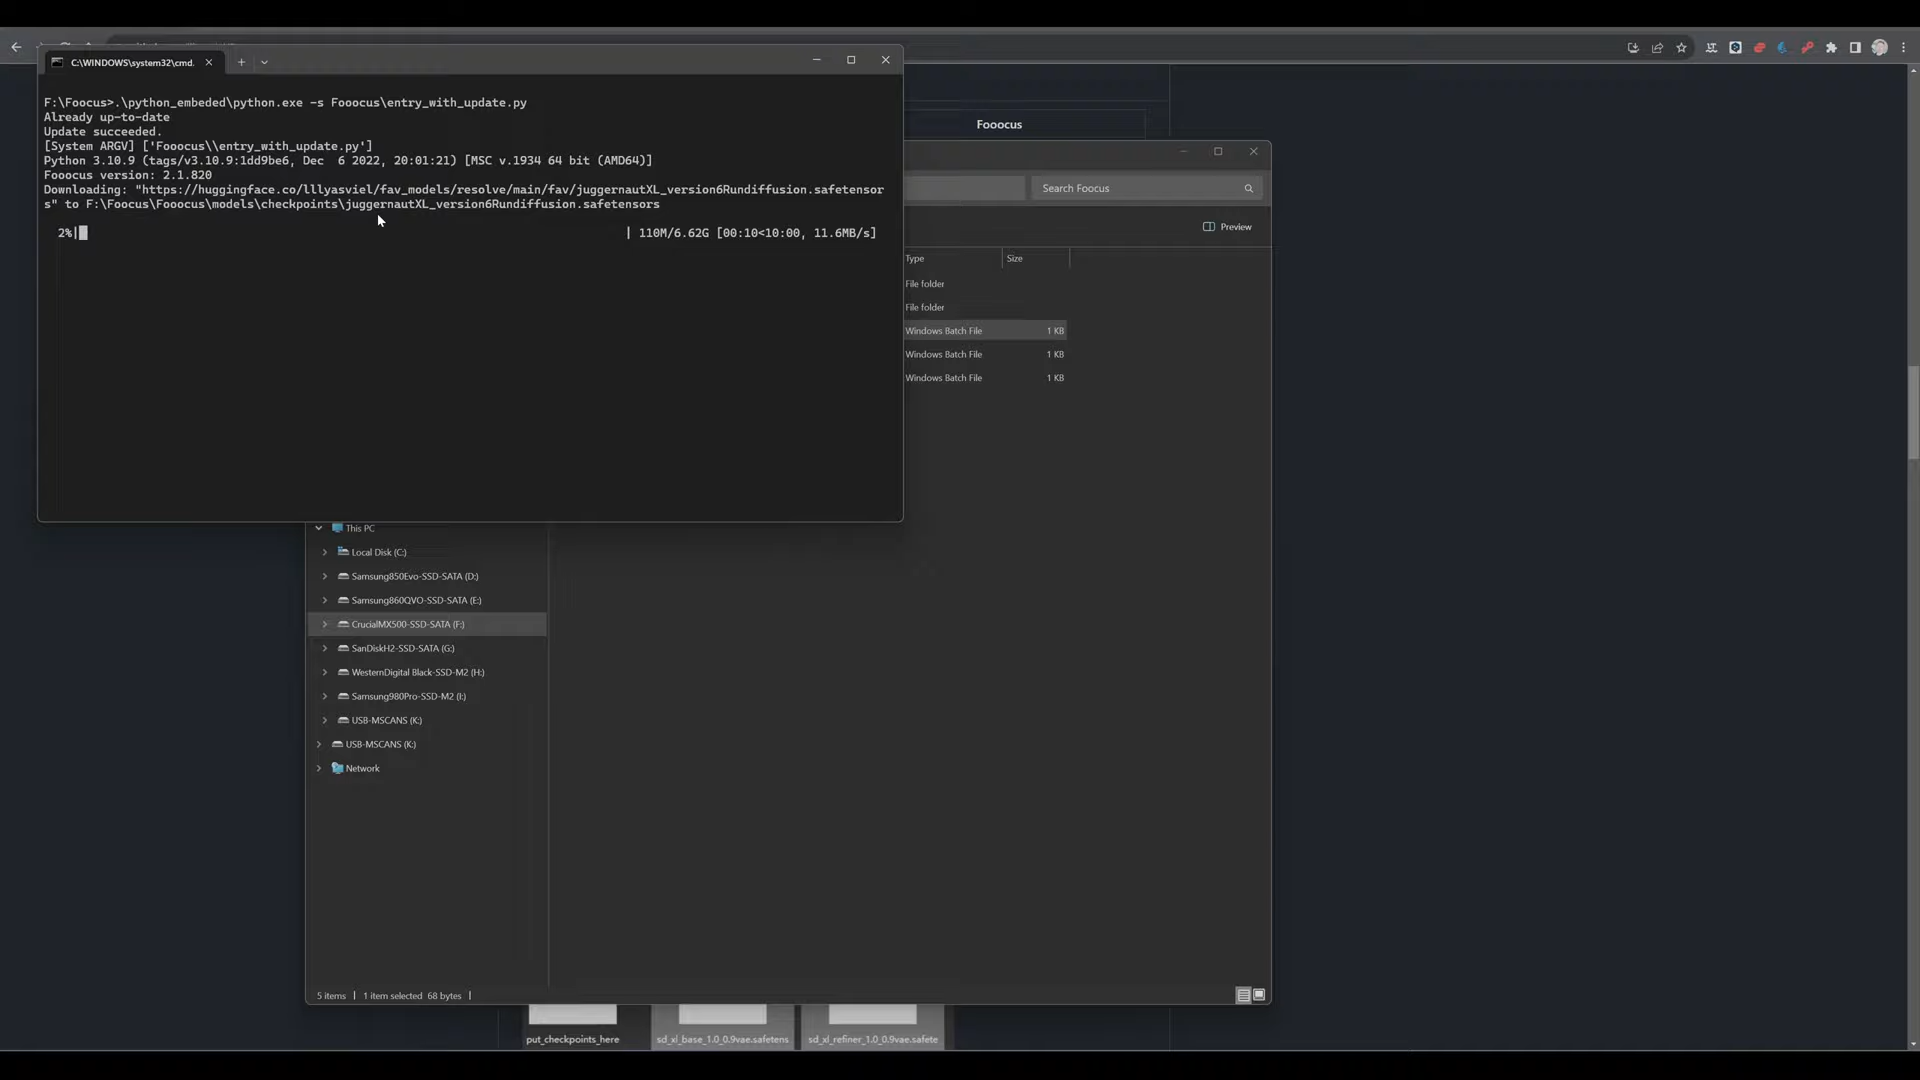 C:\WINDOWS\system32\cmd.
F:\Foocus>.\python_embeded\python.exe -s Fooocus\entry_with_update.py
Already up-to-date
Update succeeded.
[System ARGV] ['Fooocus\\entry_with_update.py']
Python 3.10.9 (tags/v3.10.9:1dd9be6, Dec  6 2022, 20:01:21) [MSC v.1934 64 bit (AMD64)]
Fooocus version: 2.1.820
Downloading: "https://huggingface.co/lllyasviel/fav_models/resolve/main/fav/juggernautXL_version6Rundiffusion.safetensor
s" to F:\Foocus\Fooocus\models\checkpoints\juggernautXL_version6Rundiffusion.safetensors
2%| | 110M/6.62G [00:10<10:00, 11.6MB/s]
Fooocus
Search Foocus
Preview
Type Size
File folder
File folder
Windows Batch File 1 KB
Windows Batch File 1 KB
Windows Batch File 1 KB
This PC
Local Disk (C:)
Samsung850Evo-SSD-SATA (D:)
Samsung860QVO-SSD-SATA (E:)
CrucialMX500-SSD-SATA (F:)
SanDiskH2-SSD-SATA (G:)
WesternDigital Black-SSD-M2 (H:)
Samsung980Pro-SSD-M2 (I:)
USB-MSCANS (K:)
USB-MSCANS (K:)
Network
5 items | 1 item selected 68 bytes |
put_checkpoints_here sd_xl_base_1.0_0.9vae.safetens sd_xl_refiner_1.0_0.9vae.safete